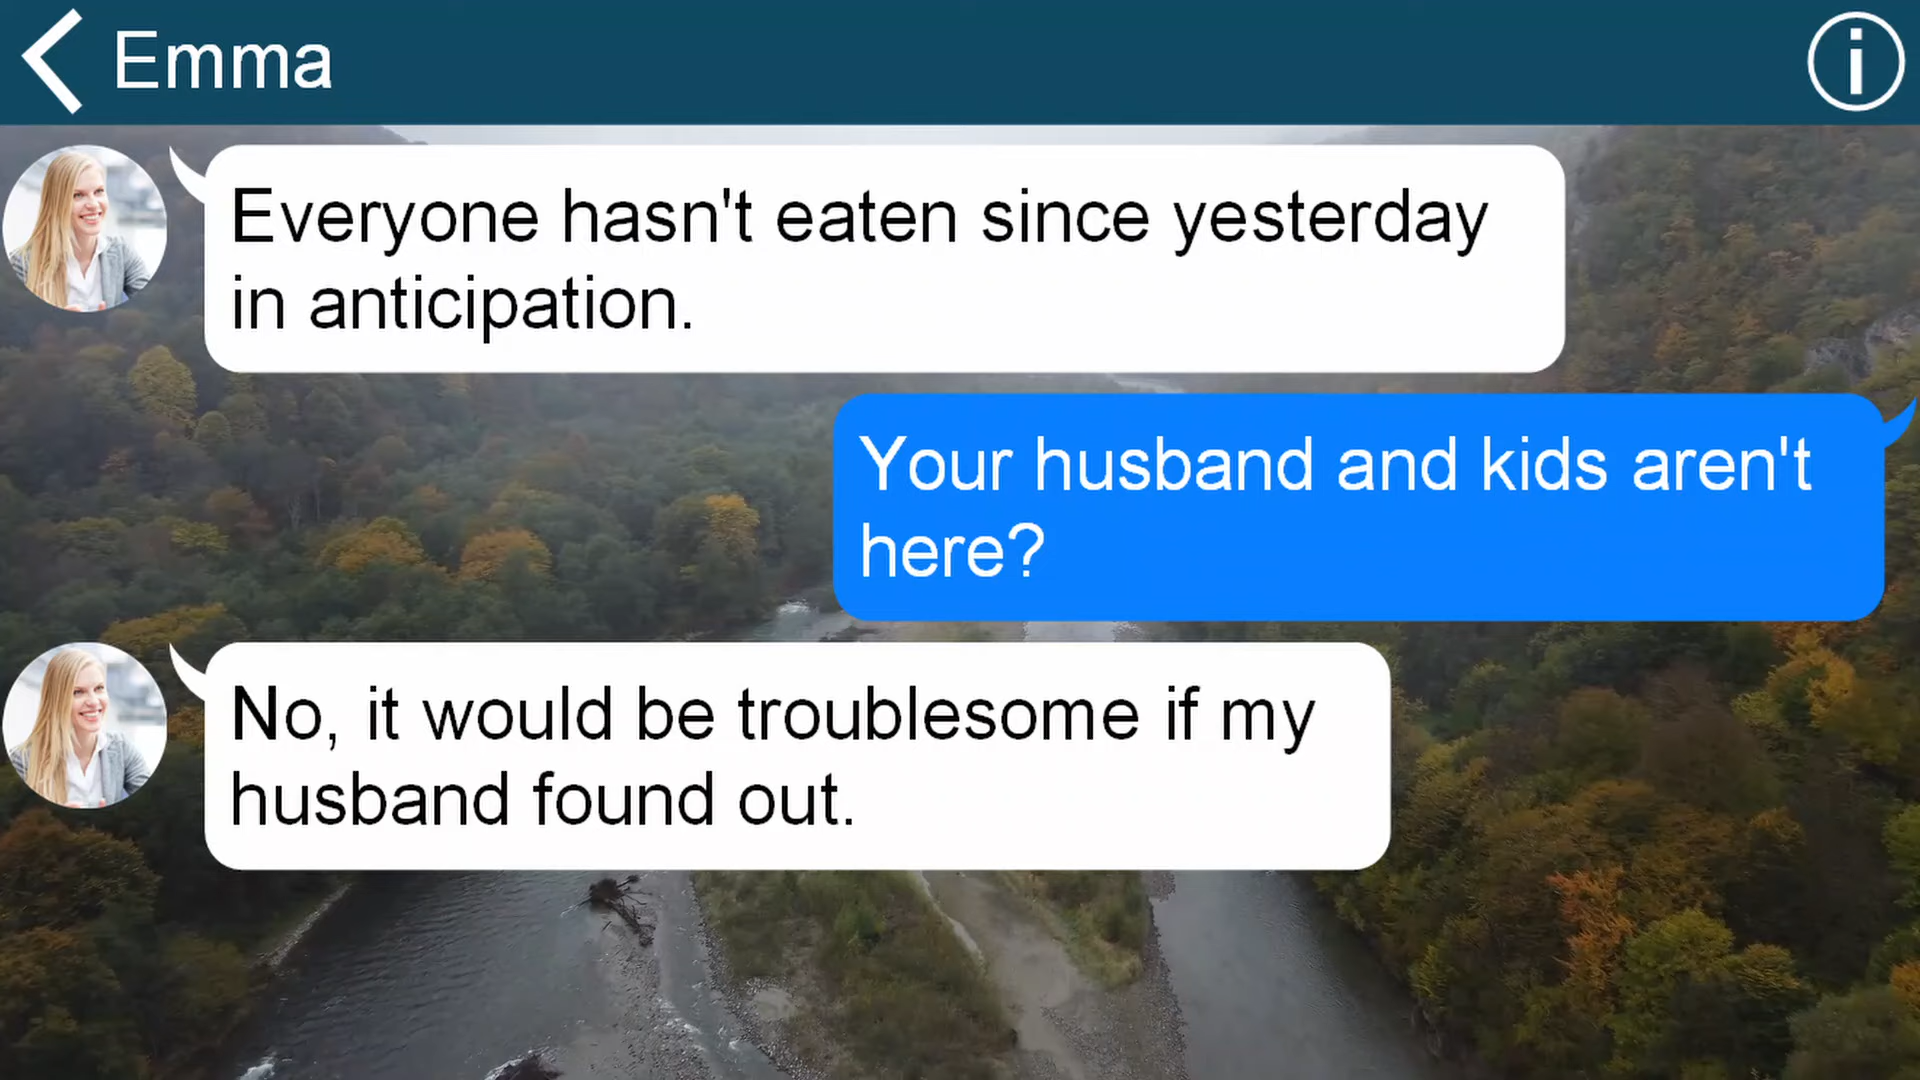 Emma
Everyone hasn't eaten since yesterday
in anticipation.
Your husband and kids aren't
here?
No, it would be troublesome if my
husband found out.